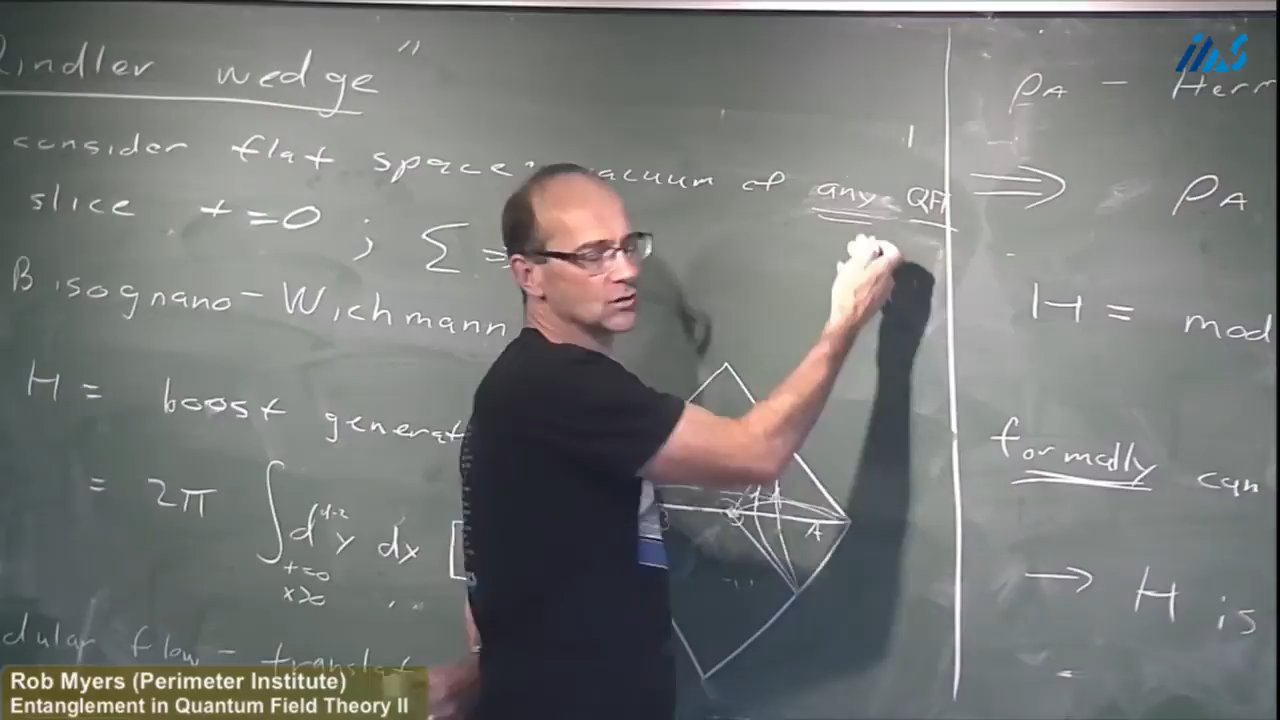 Rindler wedge"
consider flat space: vacuum of any QFT
slice t=0 ; Σ =
Bisognano-Wichmann
H = boost generat
= 2π ∫ d^{d-2}y dx [
t=0
x>0
dular flow - translat
A
ρ_A - Herm
⟹ ρ_A
H = mod
formally can
→ H is
ihes
Rob Myers (Perimeter Institute)
Entanglement in Quantum Field Theory II